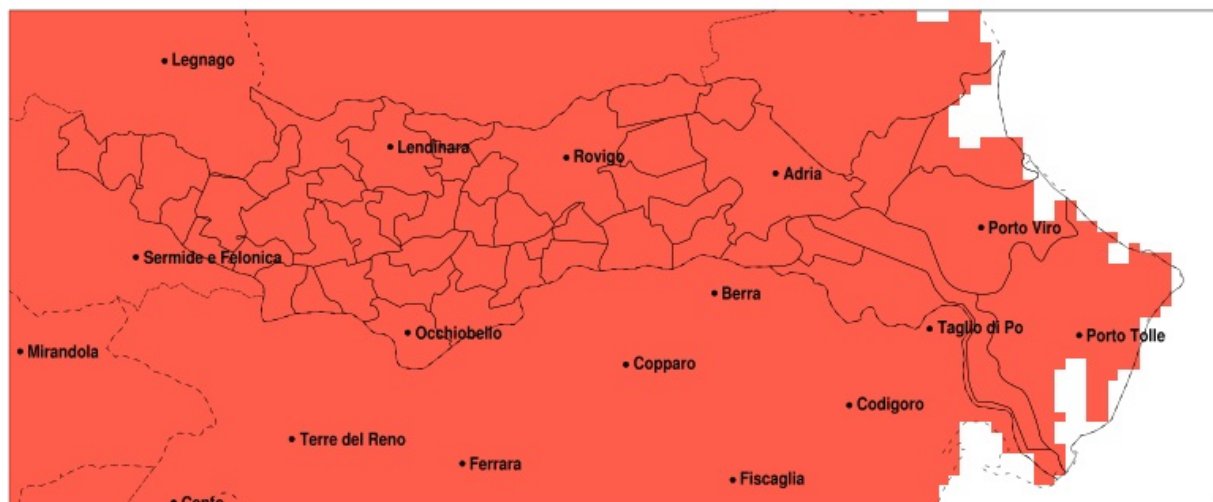 Legnago
Lendinara
Rovigo
Adria
Porto Viro
Sermide e Felonica
Berra
Occhiobello
Taglio di Po
Porto Tolle
Mirandola
Copparo
Codigoro
Terre del Reno
Ferrara
Fiscaglia